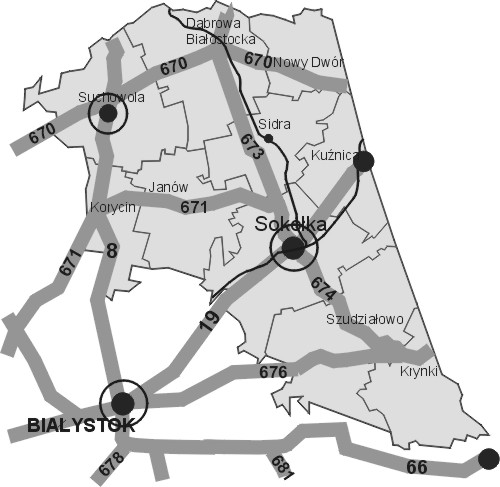 Dąbrowa
Białostocka
670
670
Nowy Dwór
Suchowola
670
Sidra
673
Kuźnica
Janów
Korycin
671
Sokółka
8
671
674
19
Szudziałowo
676
Krynki
BIAŁYSTOK
678
681
66